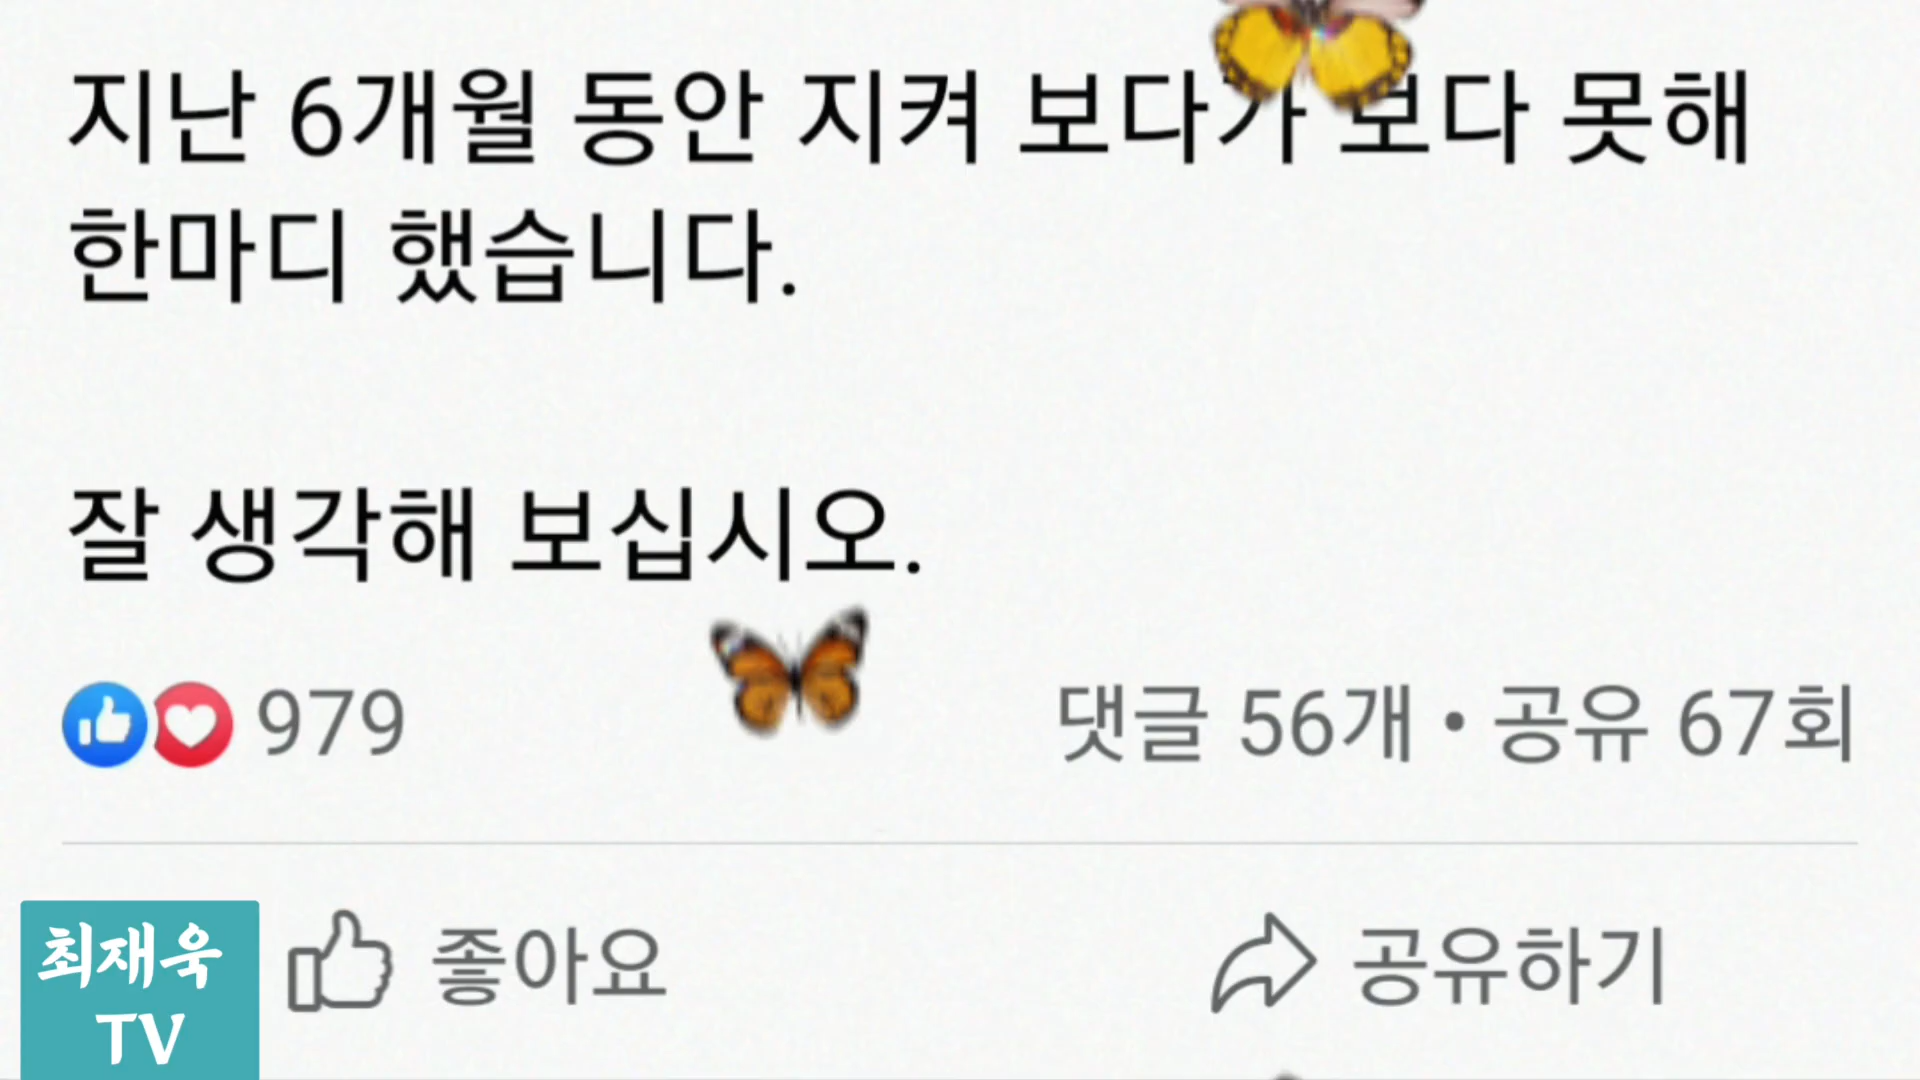 지난 6개월 동안 지켜 보다가 보다 못해
한마디 했습니다.
잘 생각해 보십시오.
979
댓글 56개 • 공유 67회
좋아요
공유하기
최재욱
TV